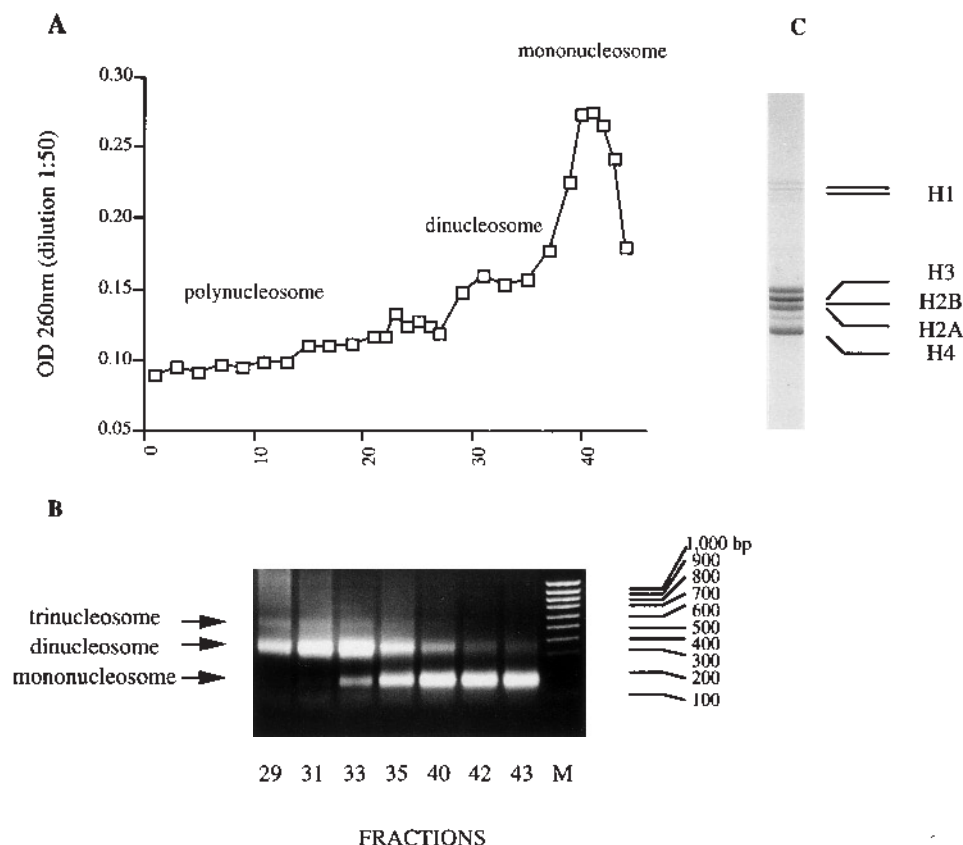 A
mononucleosome
0.30
0.25
0.20
0.15
0.10
0.05
OD 260nm (dilution 1:50)
dinucleosome
polynucleosome
0
10
20
30
40
C
H1
H3
H2B
H2A
H4
B
trinucleosome
dinucleosome
mononucleosome
1,000 bp
900
800
700
600
500
400
300
200
100
29 31 33 35 40 42 43 M
FRACTIONS